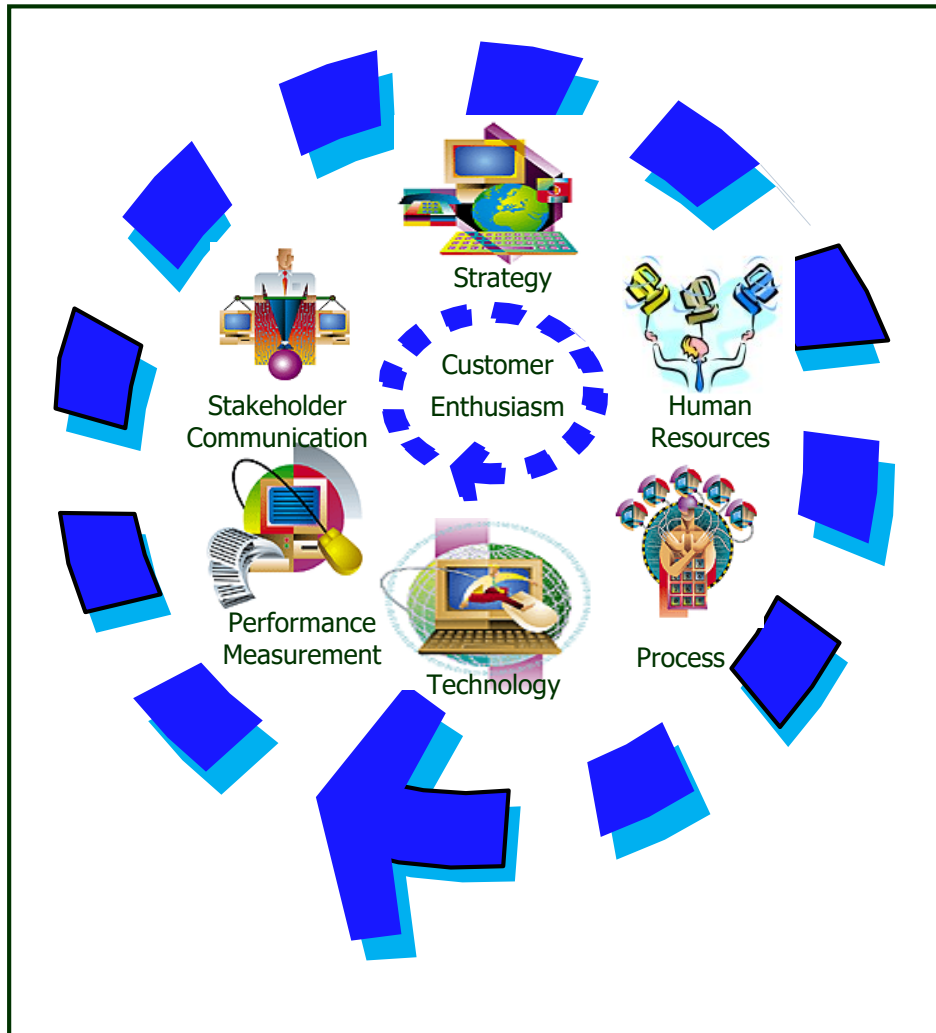 Strategy
Customer
Enthusiasm
Stakeholder
Communication
Human
Resources
Performance
Measurement
Technology
Process